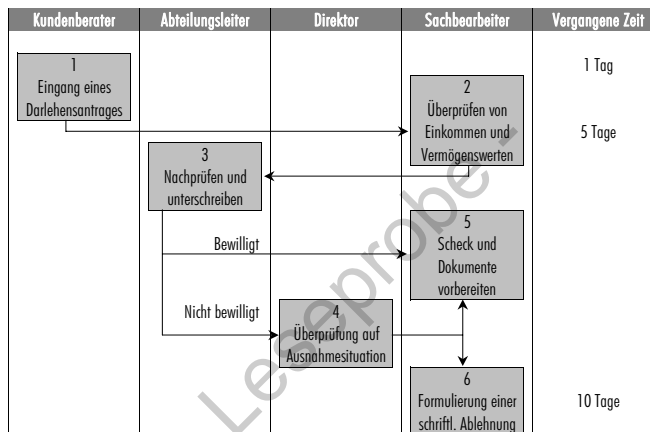 Kundenberater
Abteilungsleiter
Direktor
Sachbearbeiter
Vergangene Zeit
1
Eingang eines
Darlehensantrages
1 Tag
2
Überprüfen von
Einkommen und
Vermögenswerten
5 Tage
3
Nachprüfen und
unterschreiben
Bewilligt
5
Scheck und
Dokumente
vorbereiten
Nicht bewilligt
4
Überprüfung auf
Ausnahmesituation
6
Formulierung einer
schriftl. Ablehnung
10 Tage
Leseprobe -